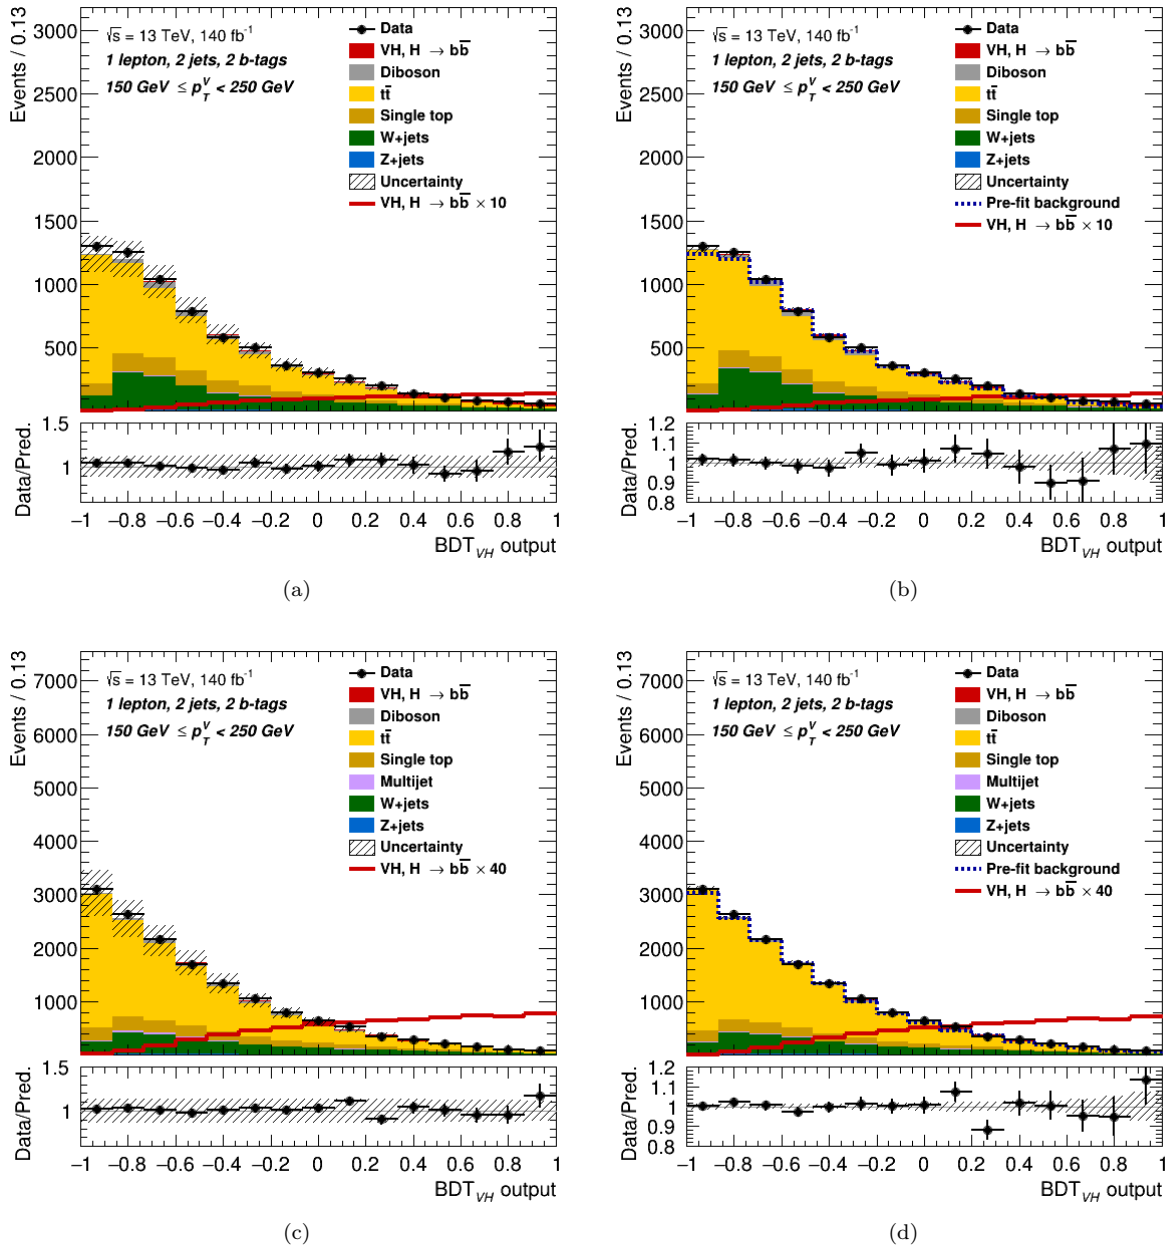 Events / 0.13
3000
2500
2000
1500
1000
500
√s = 13 TeV, 140 fb⁻¹
1 lepton, 2 jets, 2 b-tags
150 GeV ≤ p_T^V < 250 GeV
Data
VH, H → bb̅
Diboson
tt̅
Single top
W+jets
Z+jets
Uncertainty
VH, H → bb̅ × 10
Data/Pred.
1.5
1
−1 −0.8 −0.6 −0.4 −0.2 0 0.2 0.4 0.6 0.8 1
BDT_VH output
(a)
Events / 0.13
3000
2500
2000
1500
1000
500
√s = 13 TeV, 140 fb⁻¹
1 lepton, 2 jets, 2 b-tags
150 GeV ≤ p_T^V < 250 GeV
Data
VH, H → bb̅
Diboson
tt̅
Single top
W+jets
Z+jets
Uncertainty
Pre-fit background
VH, H → bb̅ × 10
Data/Pred.
1.2
1.1
1
0.9
0.8
−1 −0.8 −0.6 −0.4 −0.2 0 0.2 0.4 0.6 0.8 1
BDT_VH output
(b)
Events / 0.13
7000
6000
5000
4000
3000
2000
1000
√s = 13 TeV, 140 fb⁻¹
1 lepton, 2 jets, 2 b-tags
150 GeV ≤ p_T^V < 250 GeV
Data
VH, H → bb̅
Diboson
tt̅
Single top
Multijet
W+jets
Z+jets
Uncertainty
VH, H → bb̅ × 40
Data/Pred.
1.5
1
−1 −0.8 −0.6 −0.4 −0.2 0 0.2 0.4 0.6 0.8 1
BDT_VH output
(c)
Events / 0.13
7000
6000
5000
4000
3000
2000
1000
√s = 13 TeV, 140 fb⁻¹
1 lepton, 2 jets, 2 b-tags
150 GeV ≤ p_T^V < 250 GeV
Data
VH, H → bb̅
Diboson
tt̅
Single top
Multijet
W+jets
Z+jets
Uncertainty
Pre-fit background
VH, H → bb̅ × 40
Data/Pred.
1.2
1.1
1
0.9
0.8
−1 −0.8 −0.6 −0.4 −0.2 0 0.2 0.4 0.6 0.8 1
BDT_VH output
(d)